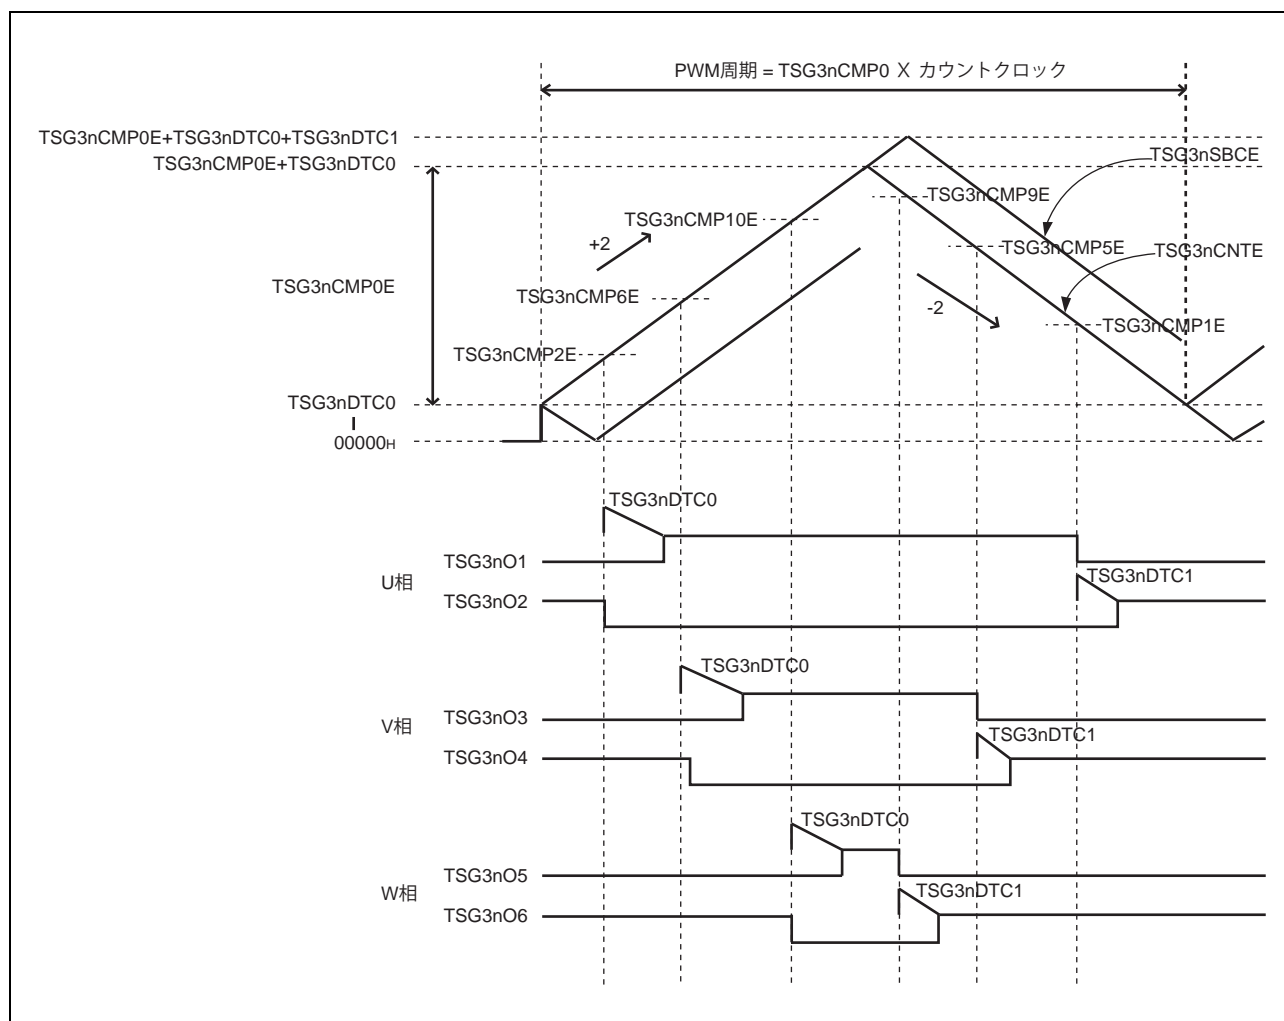 PWM周期 = TSG3nCMP0 X カウントクロック
TSG3nCMP0E+TSG3nDTC0+TSG3nDTC1
TSG3nCMP0E+TSG3nDTC0
TSG3nSBCE
TSG3nCMP9E
TSG3nCMP10E
+2
TSG3nCMP5E
TSG3nCNTE
TSG3nCMP0E
TSG3nCMP6E
-2
TSG3nCMP1E
TSG3nCMP2E
TSG3nDTC0
00000H
TSG3nDTC0
TSG3nO1
U相
TSG3nDTC1
TSG3nO2
TSG3nDTC0
TSG3nO3
V相
TSG3nDTC1
TSG3nO4
TSG3nDTC0
TSG3nO5
W相
TSG3nDTC1
TSG3nO6